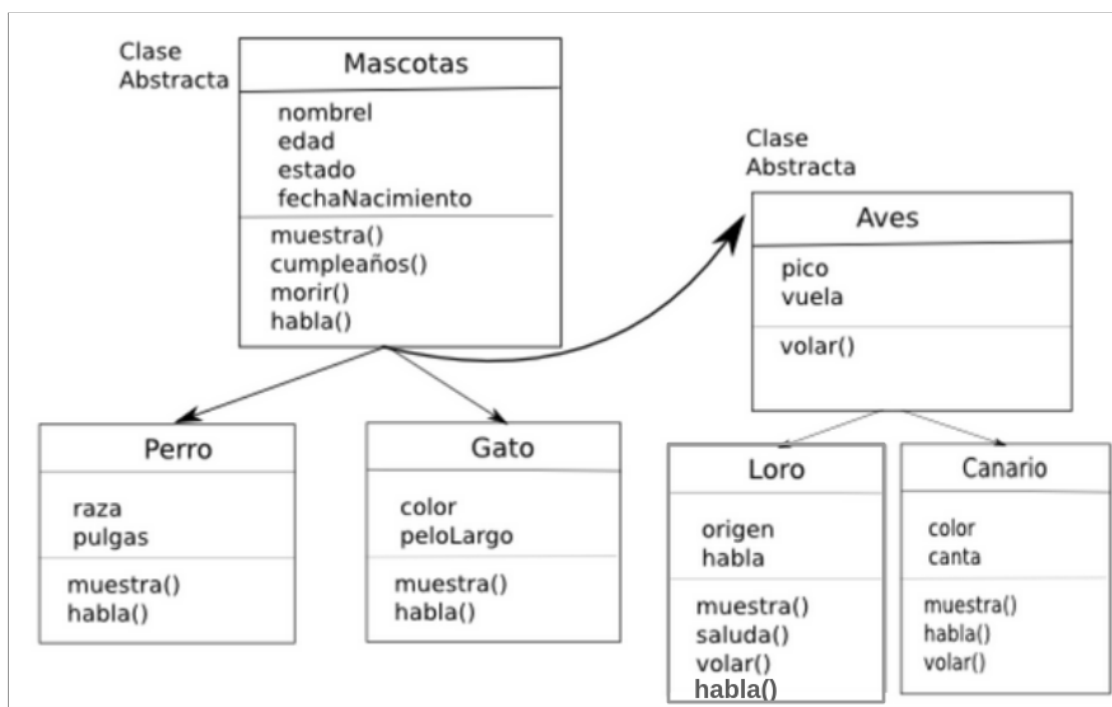 Clase
Abstracta
Mascotas
nombrel
edad
estado
fechaNacimiento
muestra()
cumpleaños()
morir()
habla()
Clase
Abstracta
Aves
pico
vuela
volar()
Perro
raza
pulgas
muestra()
habla()
Gato
color
peloLargo
muestra()
habla()
Loro
origen
habla
muestra()
saluda()
volar()
habla()
Canario
color
canta
muestra()
habla()
volar()